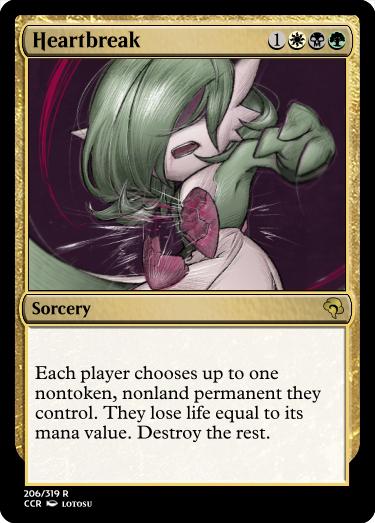 Heartbreak 1
Sorcery
Each player chooses up to one
nontoken, nonland permanent they
control. They lose life equal to its
mana value. Destroy the rest.
206/319 R
CCR LOTOSU